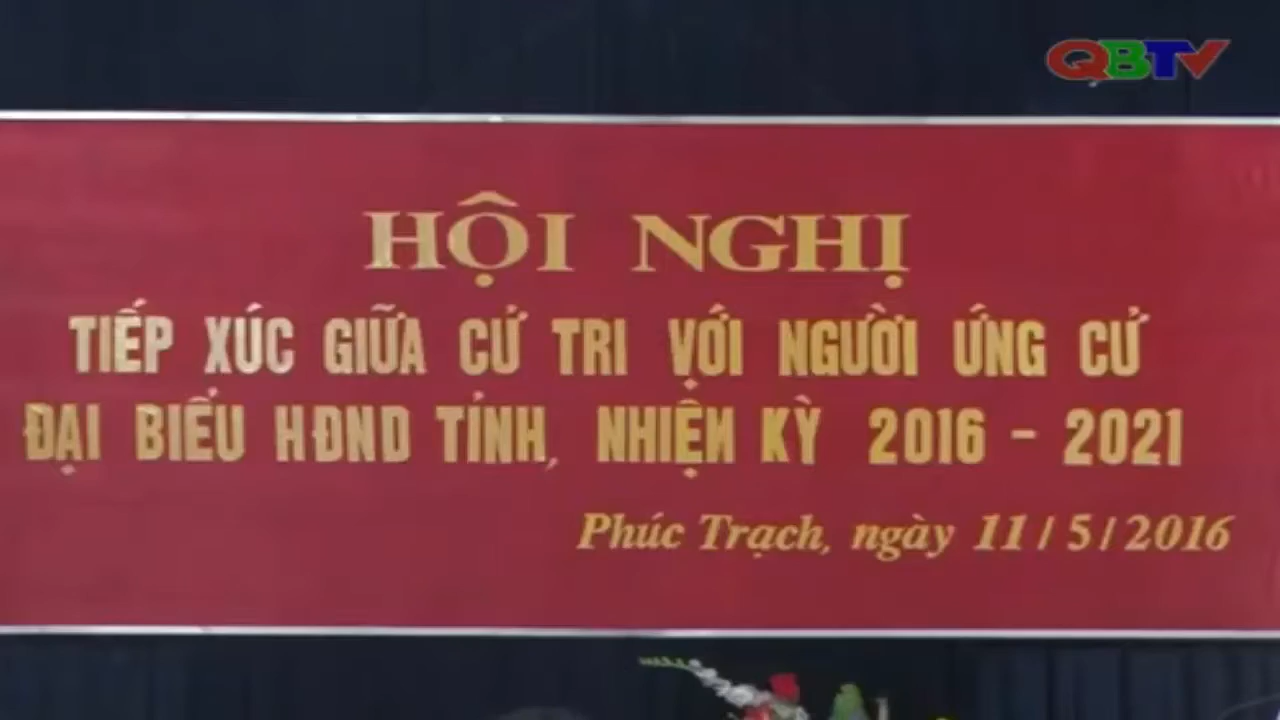 QBTV
HỘI NGHỊ
TIẾP XÚC GIỮA CỬ TRI VỚI NGƯỜI ỨNG CỬ
ĐẠI BIỂU HĐND TỈNH, NHIỆM KỲ 2016 - 2021
Phúc Trạch, ngày 11/5/2016